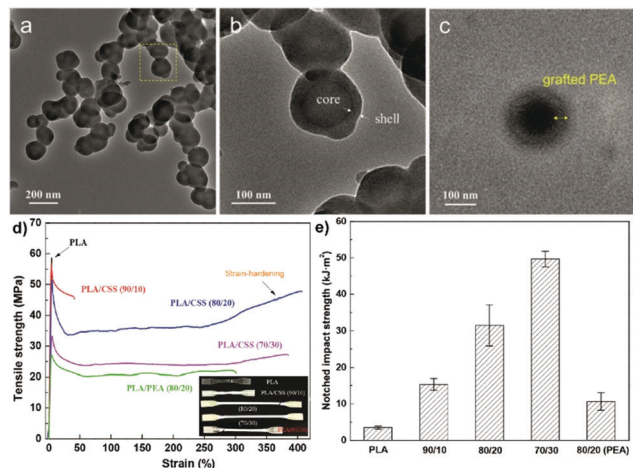 a
200 nm
b
core
shell
100 nm
c
grafted PEA
100 nm
d)
Tensile strength (MPa)
70
60
50
40
30
20
10
0
PLA
PLA/CSS (90/10)
PLA/CSS (80/20)
Strain-hardening
PLA/CSS (70/30)
PLA/PEA (80/20)
PLA
PLA/CSS (90/10)
(80/20)
(70/30)
0 50 100 150 200 250 300 350 400
Strain (%)
e)
Notched impact strength (kJ·m²)
60
50
40
30
20
10
0
PLA 90/10 80/20 70/30 80/20 (PEA)